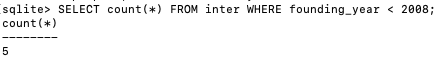 sqlite> SELECT count(*) FROM inter WHERE founding_year < 2008;
count(*)
--------
5